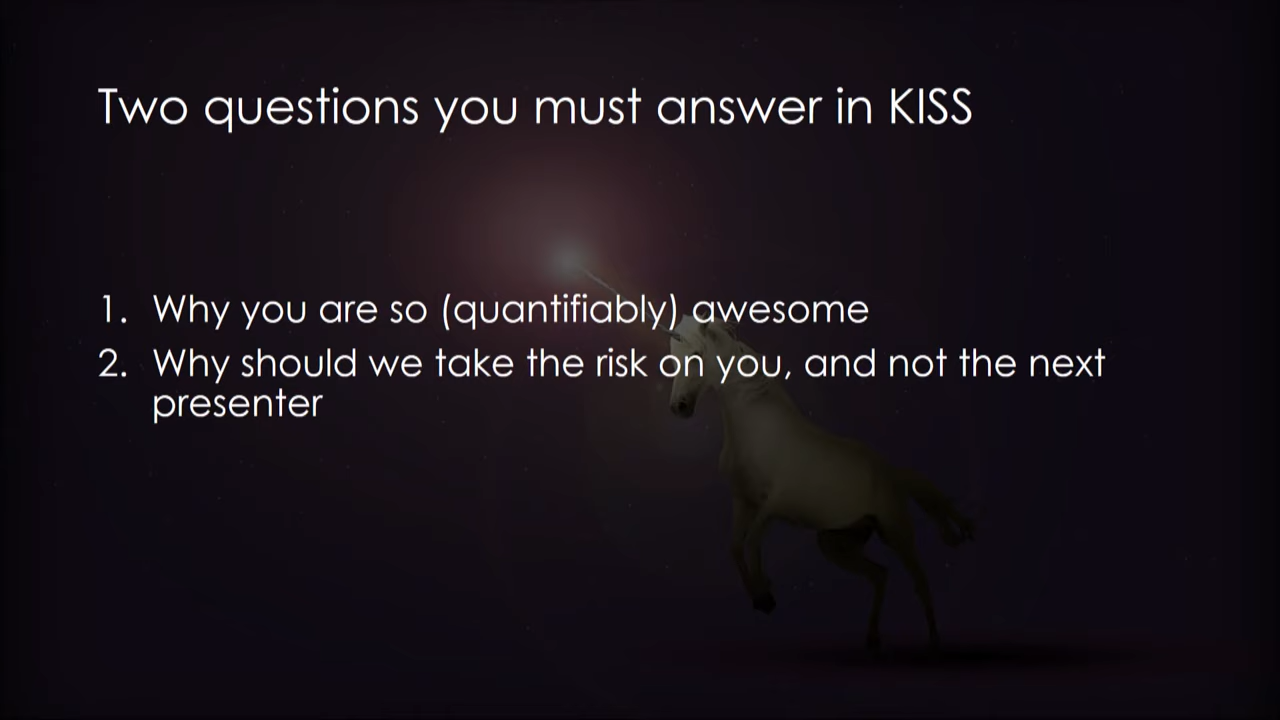 Two questions you must answer in KISS
1. Why you are so (quantifiably) awesome
2. Why should we take the risk on you, and not the next
presenter